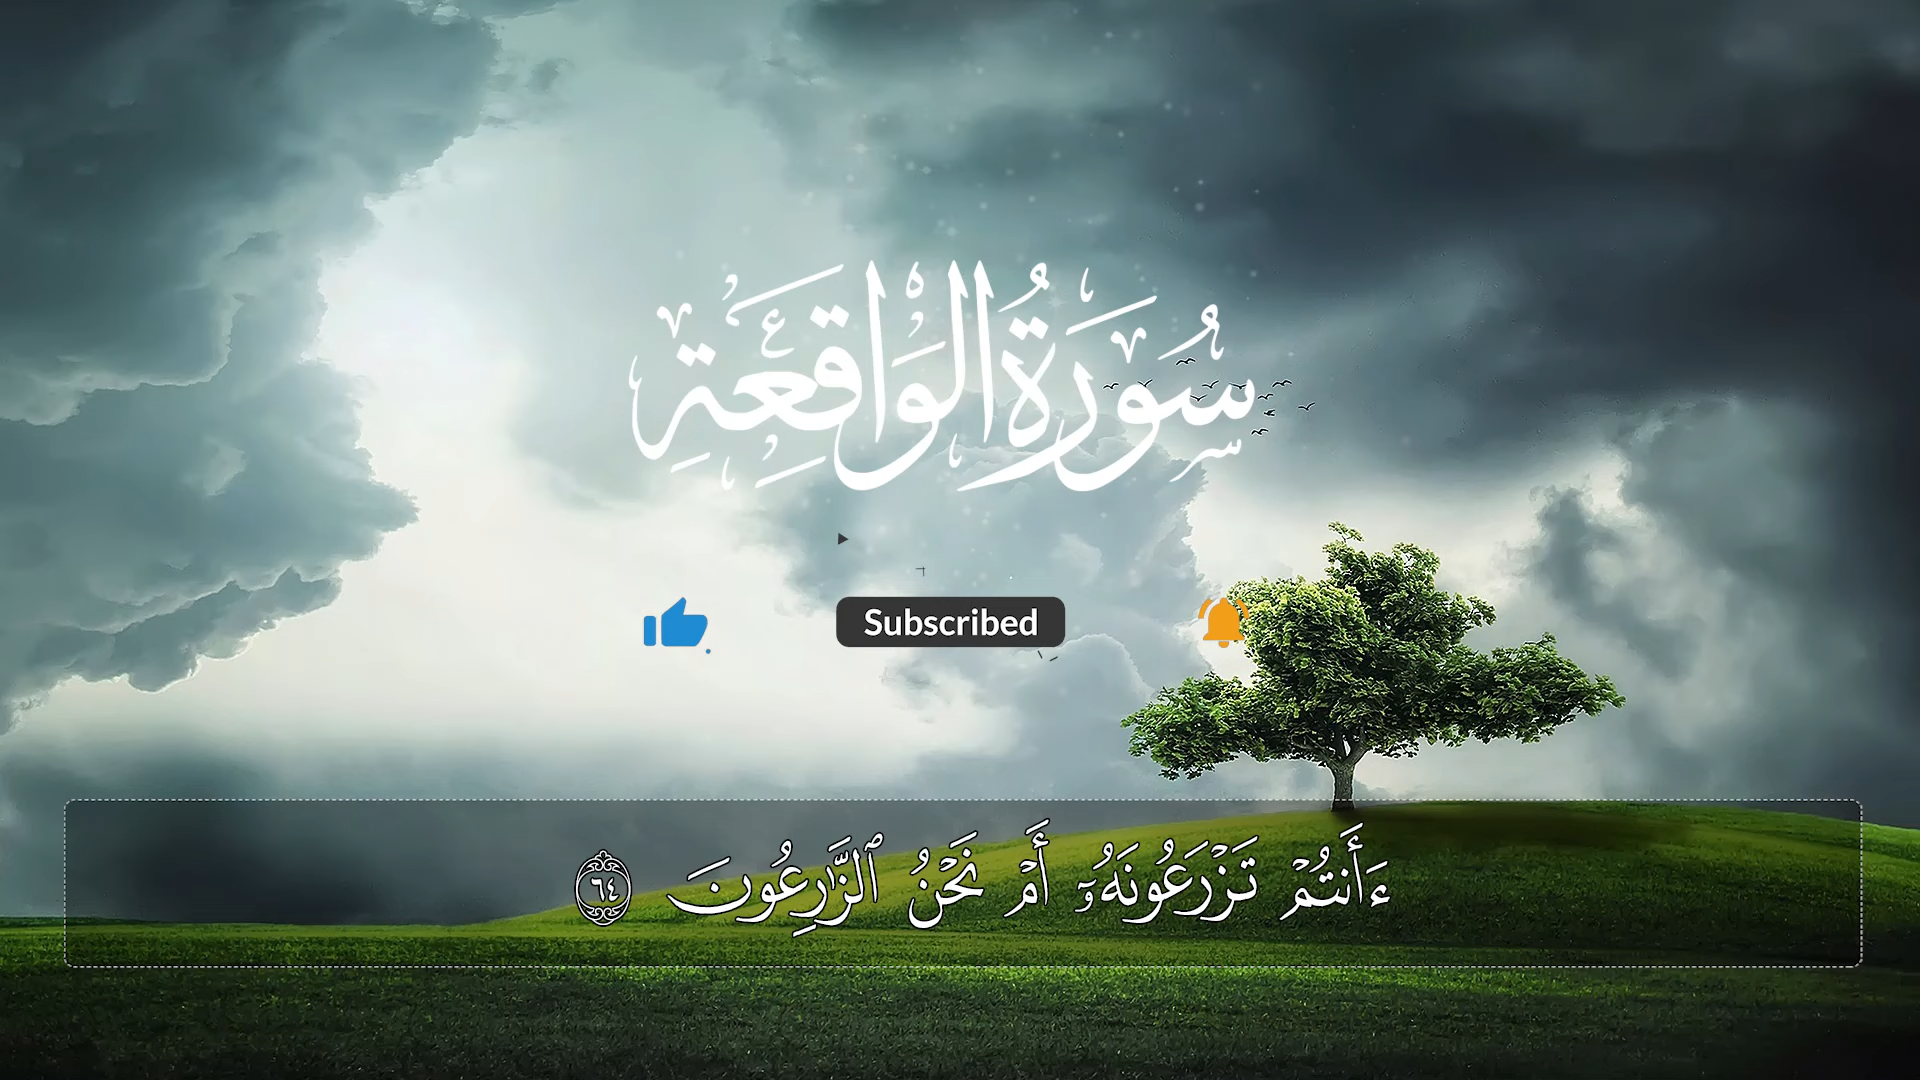 سُورَةُ الوَاقِعَةِ
Subscribed
ءَأَنتُمْ تَزْرَعُونَهُۥٓ أَمْ نَحْنُ ٱلزَّٰرِعُونَ ٦٤